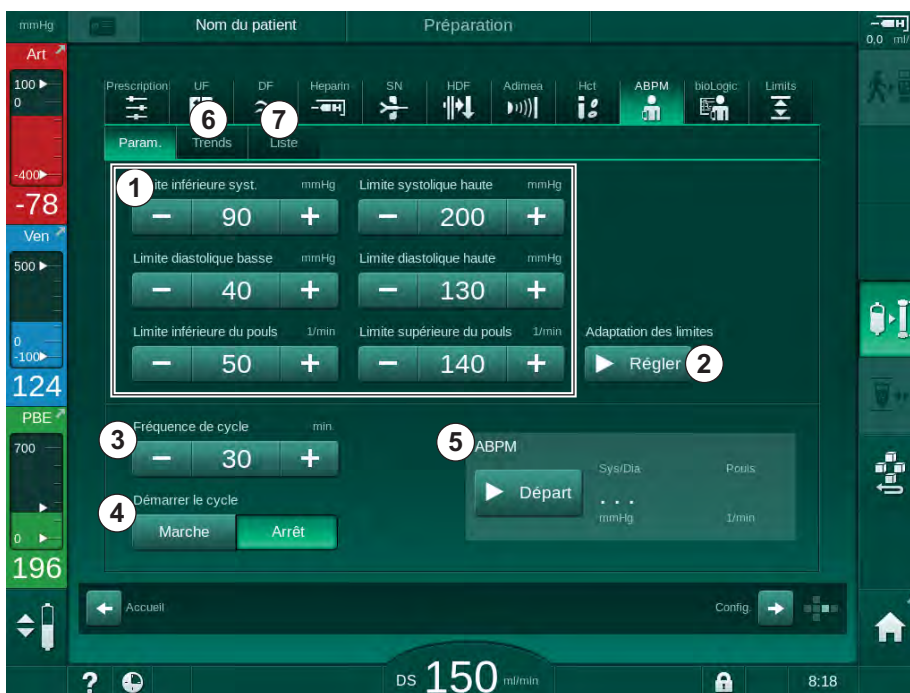 mmHg
Nom du patient
Préparation
0,0 ml/
Art
100
0
-400
-78
Ven
500
0
-100
124
PBE
700
0
196
Prescription UF DF Heparin SN HDF Adimea Hct ABPM bioLogic Limits
6 7
Param. Trends Liste
1
ite inférieure syst. mmHg Limite systolique haute mmHg
− 90 + − 200 +
Limite diastolique basse mmHg Limite diastolique haute mmHg
− 40 + − 130 +
Limite inférieure du pouls 1/min Limite supérieure du pouls 1/min Adaptation des limites
− 50 + − 140 + Régler 2
3 Fréquence de cycle min
− 30 +
4 Démarrer le cycle
Marche Arrêt
5 ABPM
Sys/Dia Pouls
Départ . . .
mmHg 1/min
Accueil Config.
? DS 150 ml/min 8:18